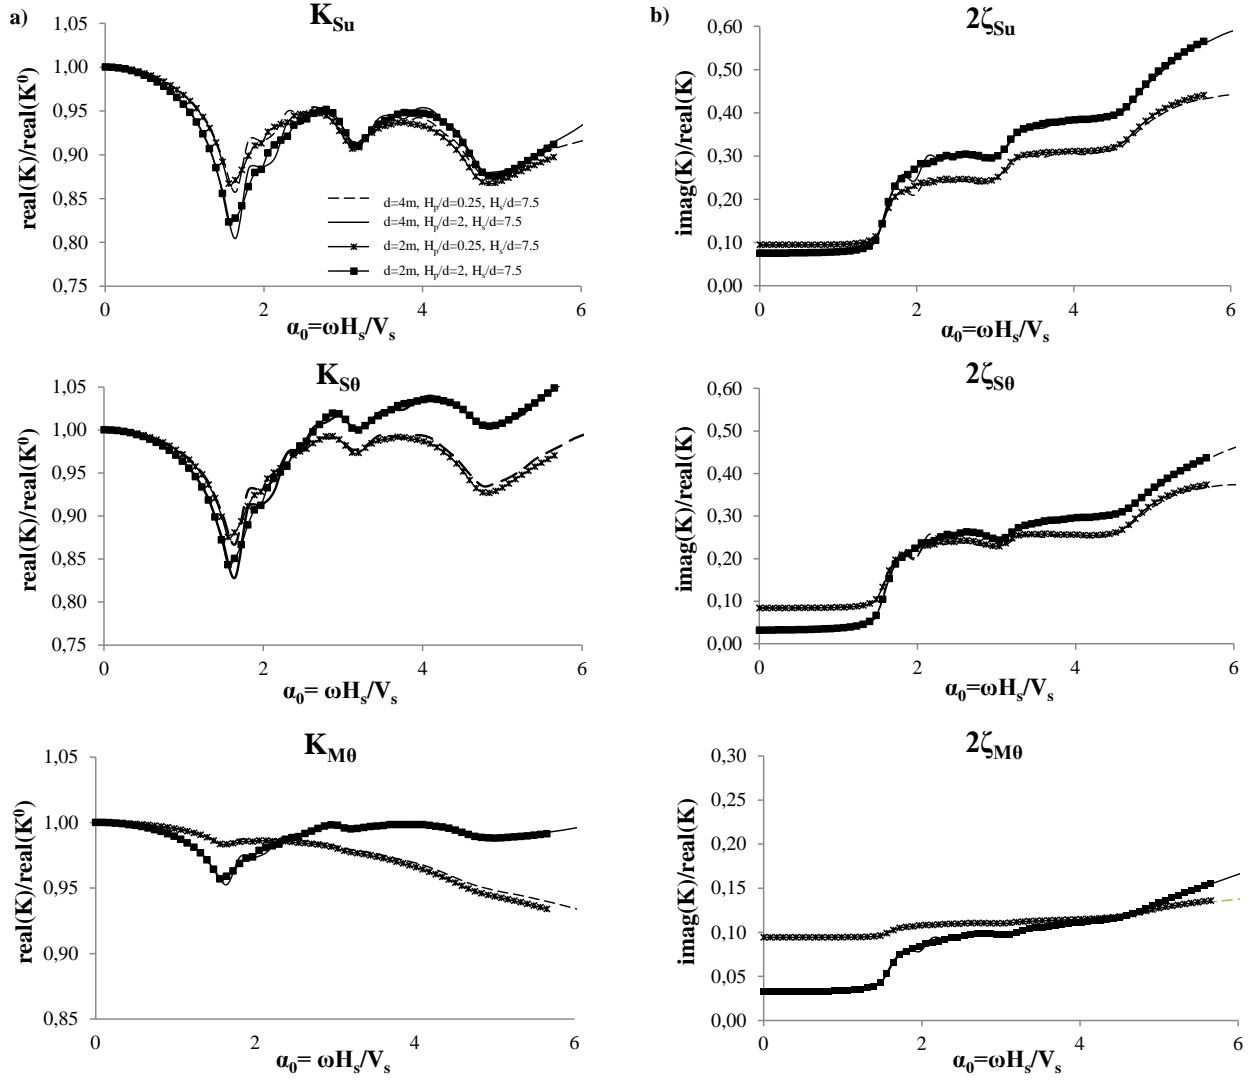 a)
K_Su
real(K)/real(K⁰)
1,05
1,00
0,95
0,90
0,85
0,80
0,75
0 2 4 6
α₀=ωH_s/V_s
d=4m, H_p/d=0.25, H_s/d=7.5
d=4m, H_p/d=2, H_s/d=7.5
d=2m, H_p/d=0.25, H_s/d=7.5
d=2m, H_p/d=2, H_s/d=7.5
b)
2ζ_Su
imag(K)/real(K)
0,60
0,50
0,40
0,30
0,20
0,10
0,00
0 2 4 6
α₀=ωH_s/V_s
K_Sθ
real(K)/real(K⁰)
1,05
1,00
0,95
0,90
0,85
0,80
0,75
0 2 4 6
α₀= ωH_s/V_s
2ζ_Sθ
imag(K)/real(K)
0,60
0,50
0,40
0,30
0,20
0,10
0,00
0 2 4 6
α₀=ωH_s/V_s
K_Mθ
real(K)/real(K⁰)
1,05
1,00
0,95
0,90
0,85
0 2 4 6
α₀= ωH_s/V_s
2ζ_Mθ
imag(K)/real(K)
0,30
0,25
0,20
0,15
0,10
0,05
0,00
0 2 4 6
α₀=ωH_s/V_s